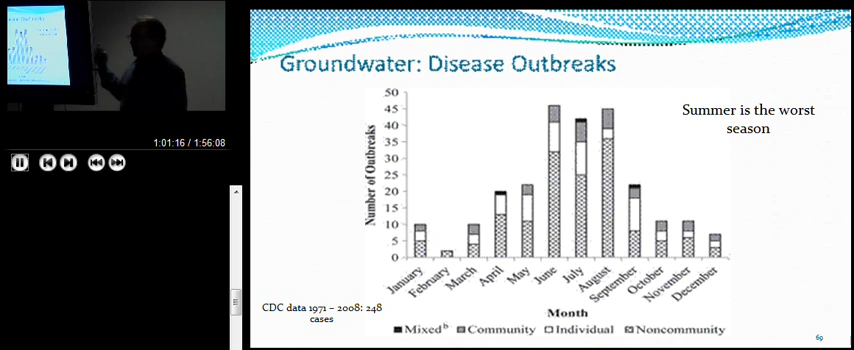 1:01:16 / 1:56:08
Groundwater: Disease Outbreaks
Summer is the worst
season
Number of Outbreaks
50
45
40
35
30
25
20
15
10
5
0
January
February
March
April
May
June
July
August
September
October
November
December
Month
Mixedᵇ Community Individual Noncommunity
CDC data 1971 – 2008: 248
cases
69